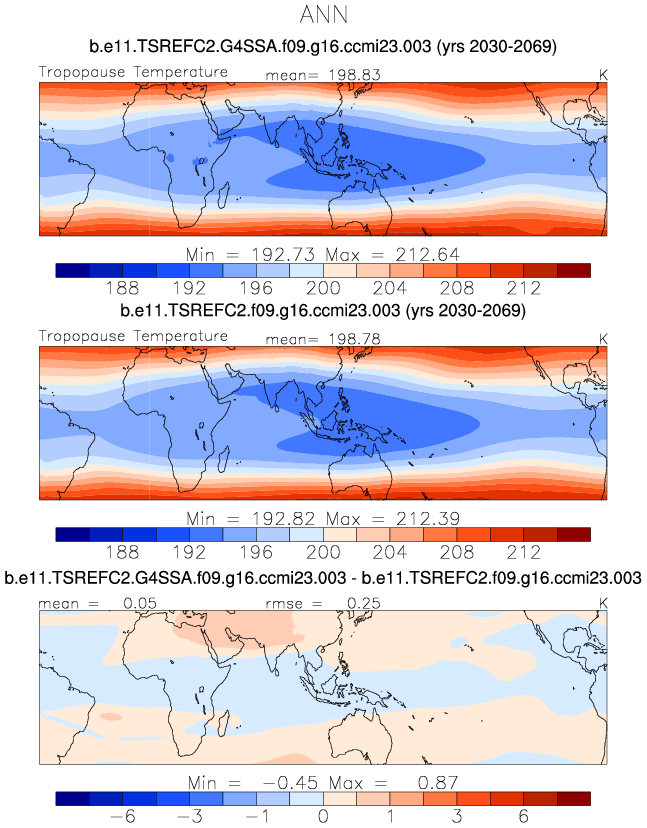 ANN
b.e11.TSREFC2.G4SSA.f09.g16.ccmi23.003 (yrs 2030-2069)
Tropopause Temperature mean= 198.83 K
Min = 192.73 Max = 212.64
188 192 196 200 204 208 212
b.e11.TSREFC2.f09.g16.ccmi23.003 (yrs 2030-2069)
Tropopause Temperature mean= 198.78 K
Min = 192.82 Max = 212.39
188 192 196 200 204 208 212
b.e11.TSREFC2.G4SSA.f09.g16.ccmi23.003 - b.e11.TSREFC2.f09.g16.ccmi23.003
mean = 0.05 rmse = 0.25 K
Min = -0.45 Max = 0.87
-6 -3 -1 0 1 3 6